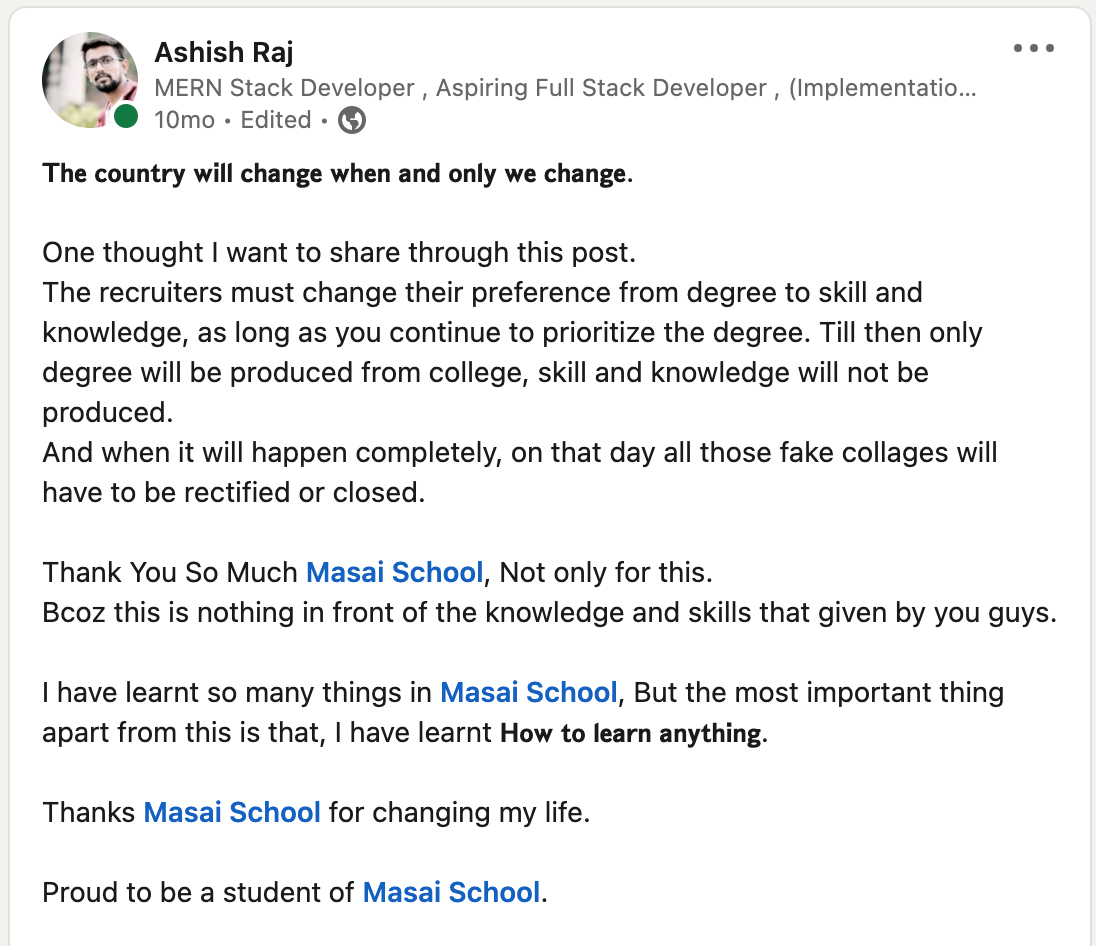 Ashish Raj
MERN Stack Developer , Aspiring Full Stack Developer , (Implementatio...
10mo • Edited •
The country will change when and only we change.
One thought I want to share through this post.
The recruiters must change their preference from degree to skill and
knowledge, as long as you continue to prioritize the degree. Till then only
degree will be produced from college, skill and knowledge will not be
produced.
And when it will happen completely, on that day all those fake collages will
have to be rectified or closed.
Thank You So Much Masai School, Not only for this.
Bcoz this is nothing in front of the knowledge and skills that given by you guys.
I have learnt so many things in Masai School, But the most important thing
apart from this is that, I have learnt How to learn anything.
Thanks Masai School for changing my life.
Proud to be a student of Masai School.